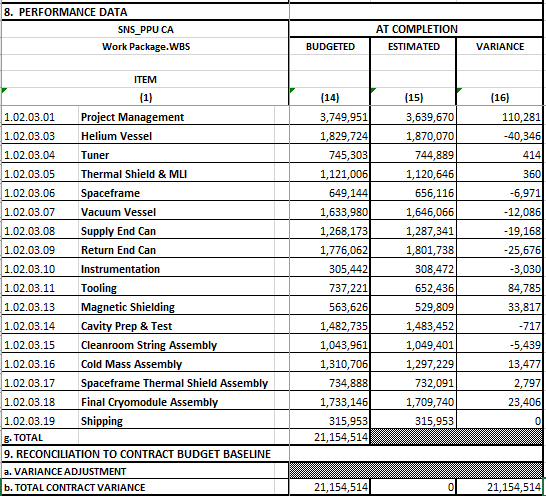 8. PERFORMANCE DATA
SNS_PPU CA AT COMPLETION
Work Package.WBS BUDGETED ESTIMATED VARIANCE
ITEM
(1) (14) (15) (16)
1.02.03.01 Project Management 3,749,951 3,639,670 110,281
1.02.03.03 Helium Vessel 1,829,724 1,870,070 -40,346
1.02.03.04 Tuner 745,303 744,889 414
1.02.03.05 Thermal Shield & MLI 1,121,006 1,120,646 360
1.02.03.06 Spaceframe 649,144 656,116 -6,971
1.02.03.07 Vacuum Vessel 1,633,980 1,646,066 -12,086
1.02.03.08 Supply End Can 1,268,173 1,287,341 -19,168
1.02.03.09 Return End Can 1,776,062 1,801,738 -25,676
1.02.03.10 Instrumentation 305,442 308,472 -3,030
1.02.03.11 Tooling 737,221 652,436 84,785
1.02.03.13 Magnetic Shielding 563,626 529,809 33,817
1.02.03.14 Cavity Prep & Test 1,482,735 1,483,452 -717
1.02.03.15 Cleanroom String Assembly 1,043,961 1,049,401 -5,439
1.02.03.16 Cold Mass Assembly 1,310,706 1,297,229 13,477
1.02.03.17 Spaceframe Thermal Shield Assembly 734,888 732,091 2,797
1.02.03.18 Final Cryomodule Assembly 1,733,146 1,709,740 23,406
1.02.03.19 Shipping 315,953 315,953 0
g. TOTAL 21,154,514
9. RECONCILIATION TO CONTRACT BUDGET BASELINE
a. VARIANCE ADJUSTMENT
b. TOTAL CONTRACT VARIANCE 21,154,514 0 21,154,514